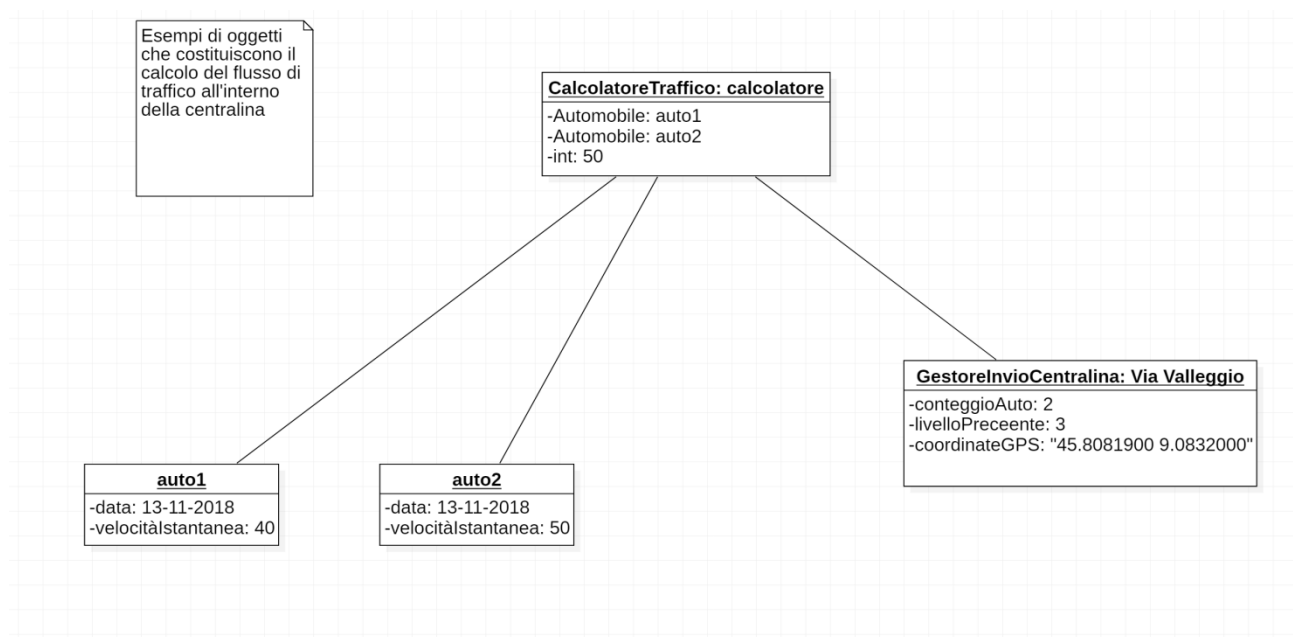 Esempi di oggetti
che costituiscono il
calcolo del flusso di
traffico all'interno
della centralina
CalcolatoreTraffico: calcolatore
-Automobile: auto1
-Automobile: auto2
-int: 50
GestoreInvioCentralina: Via Valleggio
-conteggioAuto: 2
-livelloPreceente: 3
-coordinateGPS: "45.8081900 9.0832000"
auto1
-data: 13-11-2018
-velocitàIstantanea: 40
auto2
-data: 13-11-2018
-velocitàIstantanea: 50